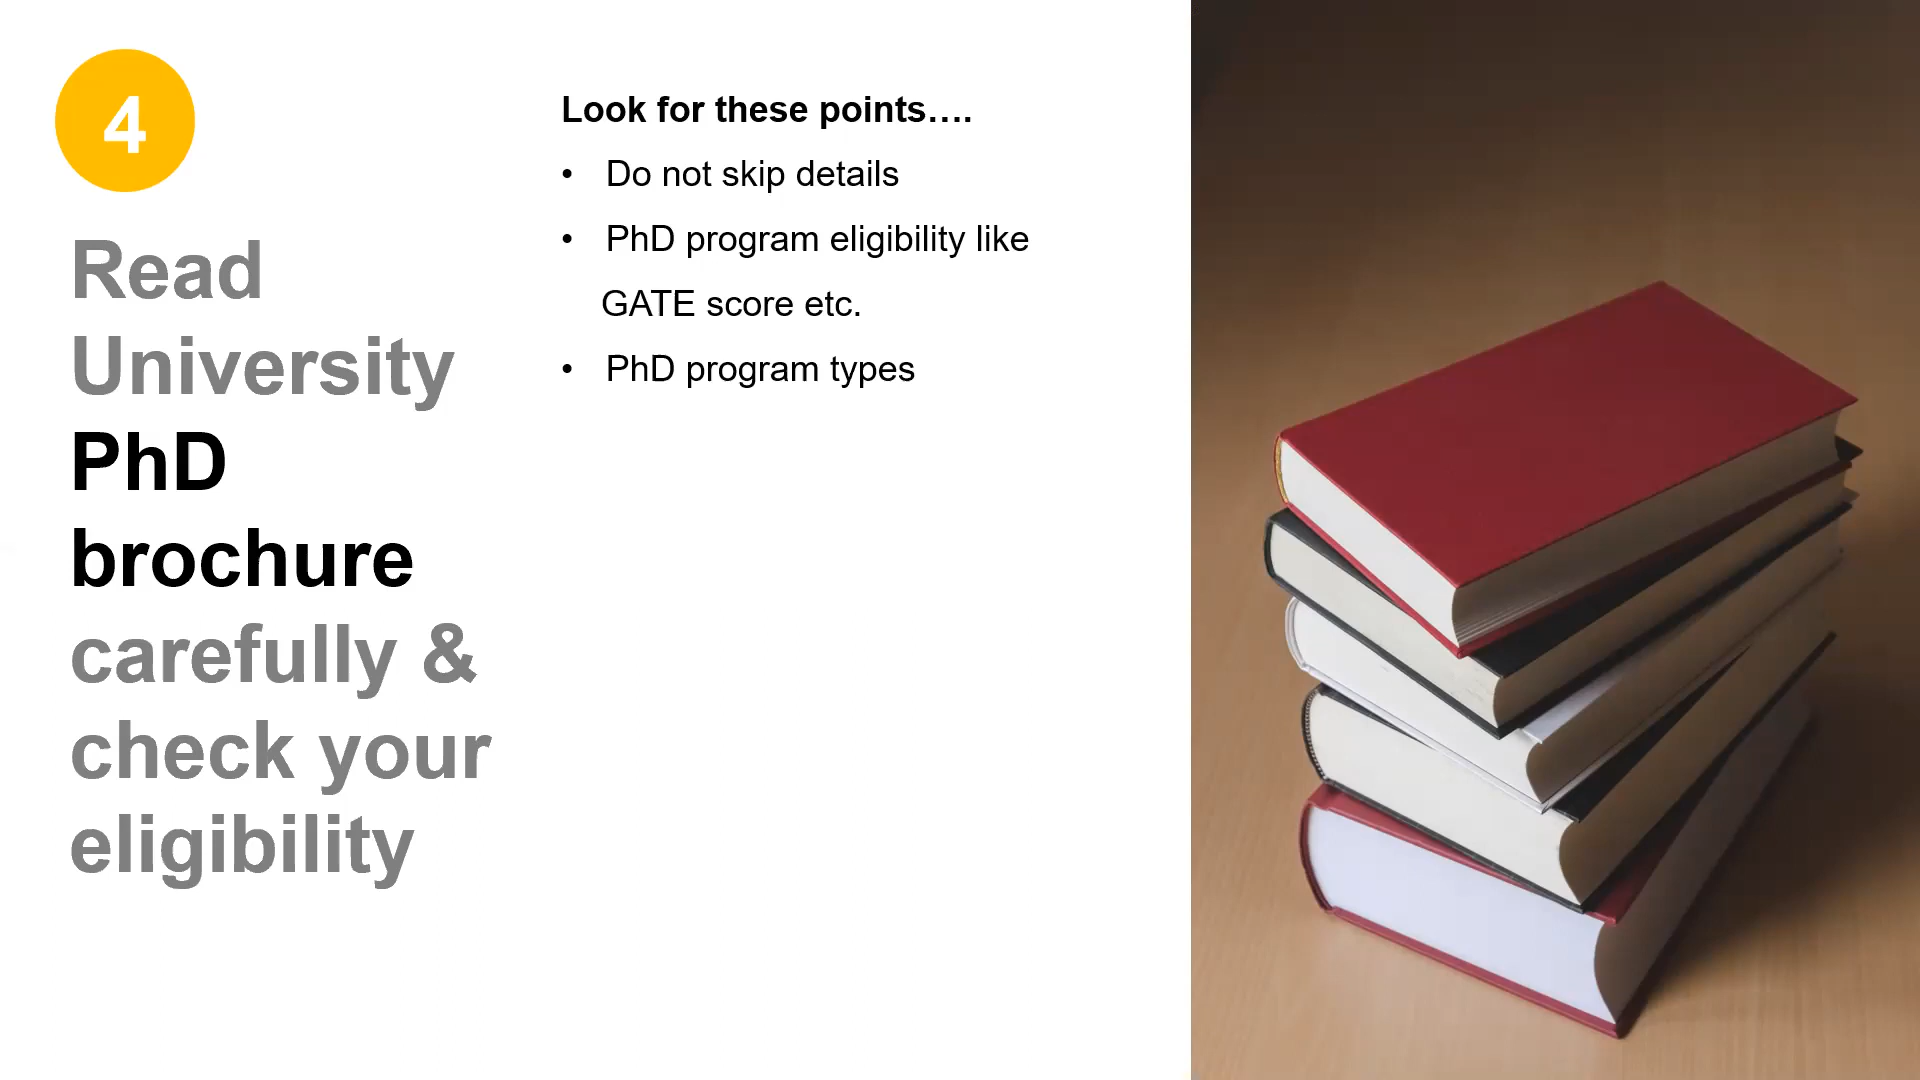 4
Read
University
PhD
brochure
carefully &
check your
eligibility
Look for these points….
• Do not skip details
• PhD program eligibility like
GATE score etc.
• PhD program types